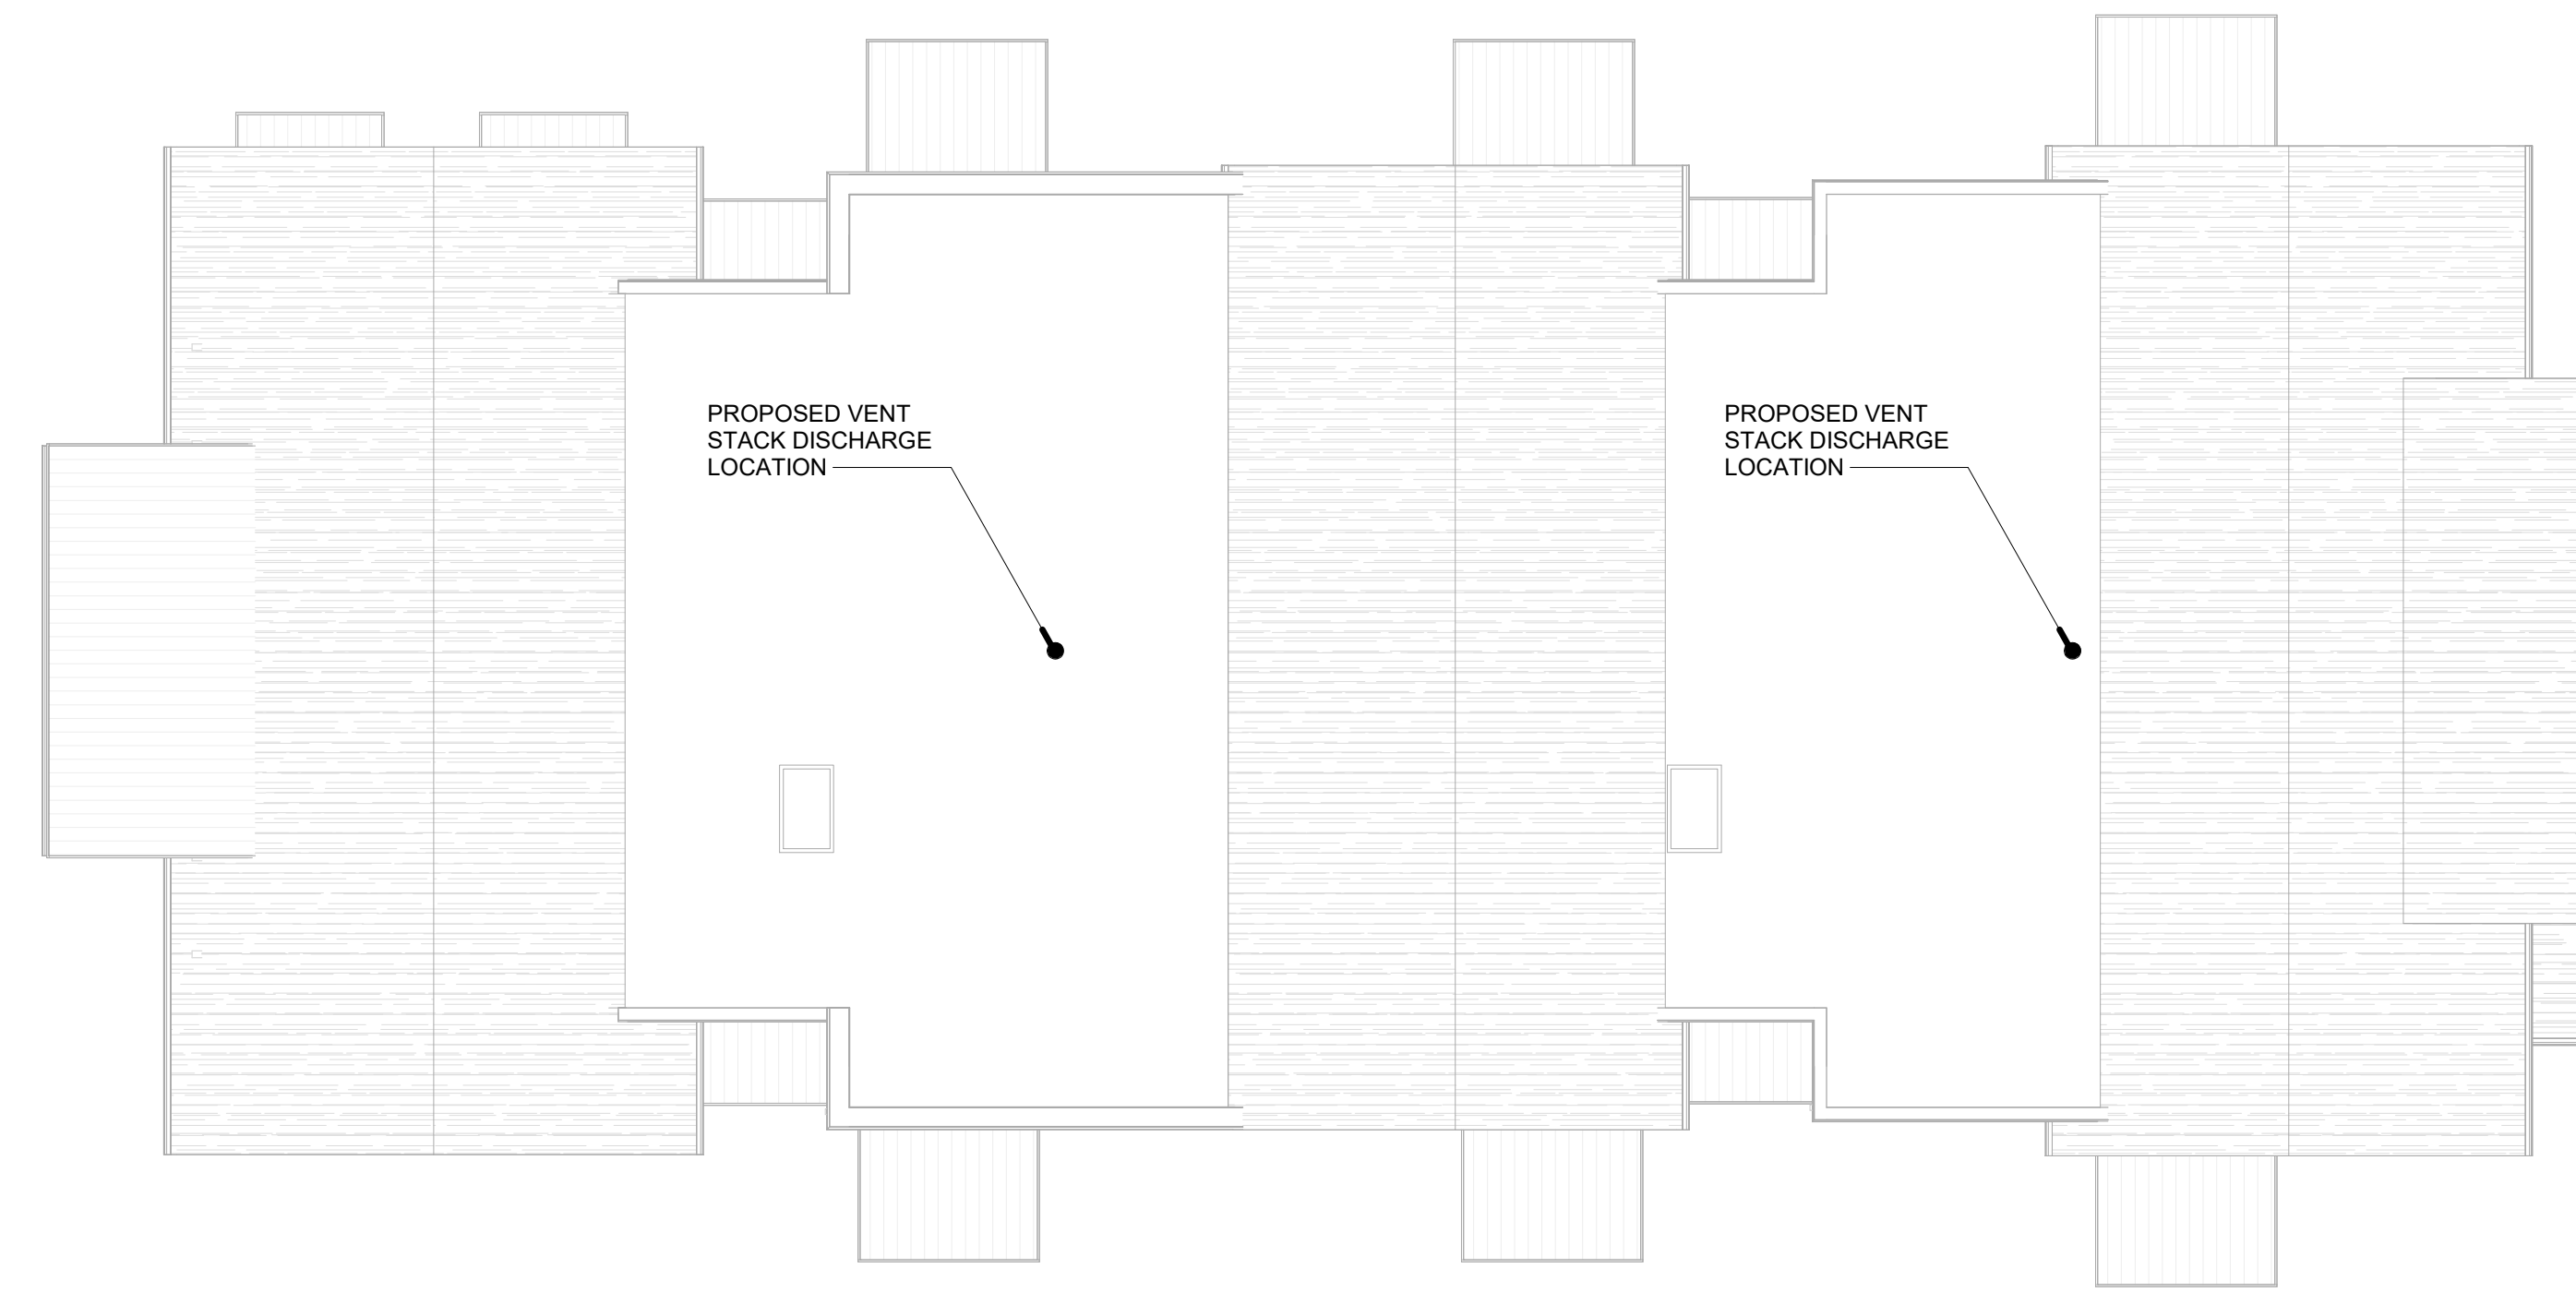 PROPOSED VENT
STACK DISCHARGE
LOCATION
PROPOSED VENT
STACK DISCHARGE
LOCATION